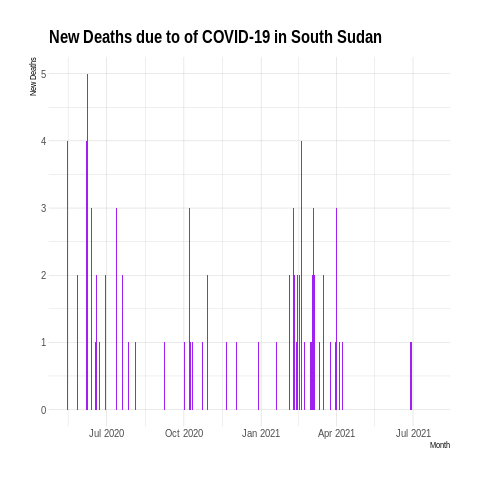 New Deaths due to of COVID-19 in South Sudan
New Deaths
5
4
3
2
1
0
Jul 2020 Oct 2020 Jan 2021 Apr 2021 Jul 2021
Month